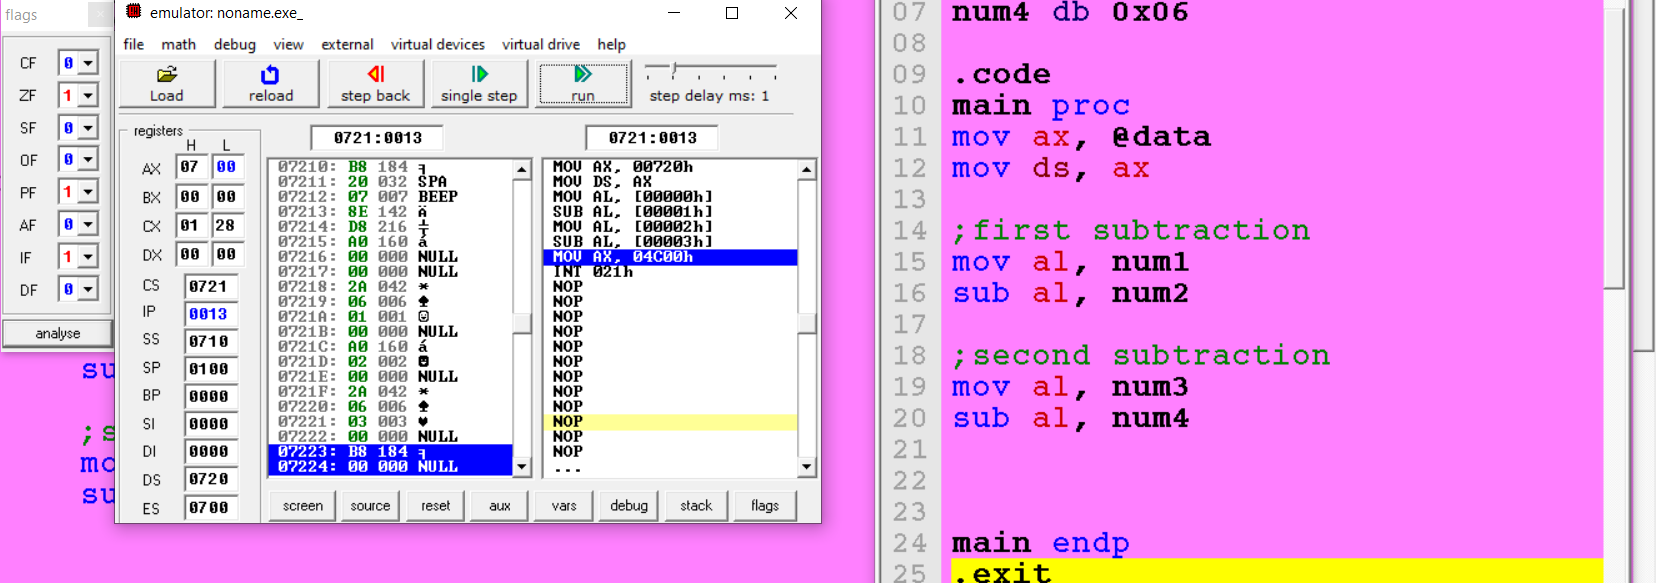 flags
emulator: noname.exe_
file math debug view external virtual devices virtual drive help
Load reload step back single step run step delay ms: 1
CF 0
ZF 1
SF 0
OF 0
PF 1
AF 0
IF 1
DF 0
analyse
registers
H L
AX 07 00
BX 00 00
CX 01 28
DX 00 00
CS 0721
IP 0013
SS 0710
SP 0100
BP 0000
SI 0000
DI 0000
DS 0720
ES 0700
0721:0013
07210: B8 184 ╕
07211: 20 032 SPA
07212: 07 007 BEEP
07213: 8E 142 Ä
07214: D8 216 ╪
07215: A0 160 á
07216: 00 000 NULL
07217: 00 000 NULL
07218: 2A 042 *
07219: 06 006 ♠
0721A: 01 001 ☺
0721B: 00 000 NULL
0721C: A0 160 á
0721D: 02 002 ☻
0721E: 00 000 NULL
0721F: 2A 042 *
07220: 06 006 ♠
07221: 03 003 ♥
07222: 00 000 NULL
07223: B8 184 ╕
07224: 00 000 NULL
0721:0013
MOV AX, 00720h
MOV DS, AX
MOV AL, [00000h]
SUB AL, [00001h]
MOV AL, [00002h]
SUB AL, [00003h]
MOV AX, 04C00h
INT 021h
NOP
NOP
NOP
NOP
NOP
NOP
NOP
NOP
NOP
NOP
NOP
NOP
...
screen source reset aux vars debug stack flags
su
;s
mo
su
07 num4 db 0x06
08
09 .code
10 main proc
11 mov ax, @data
12 mov ds, ax
13
14 ;first subtraction
15 mov al, num1
16 sub al, num2
17
18 ;second subtraction
19 mov al, num3
20 sub al, num4
21
22
23
24 main endp
25 .exit